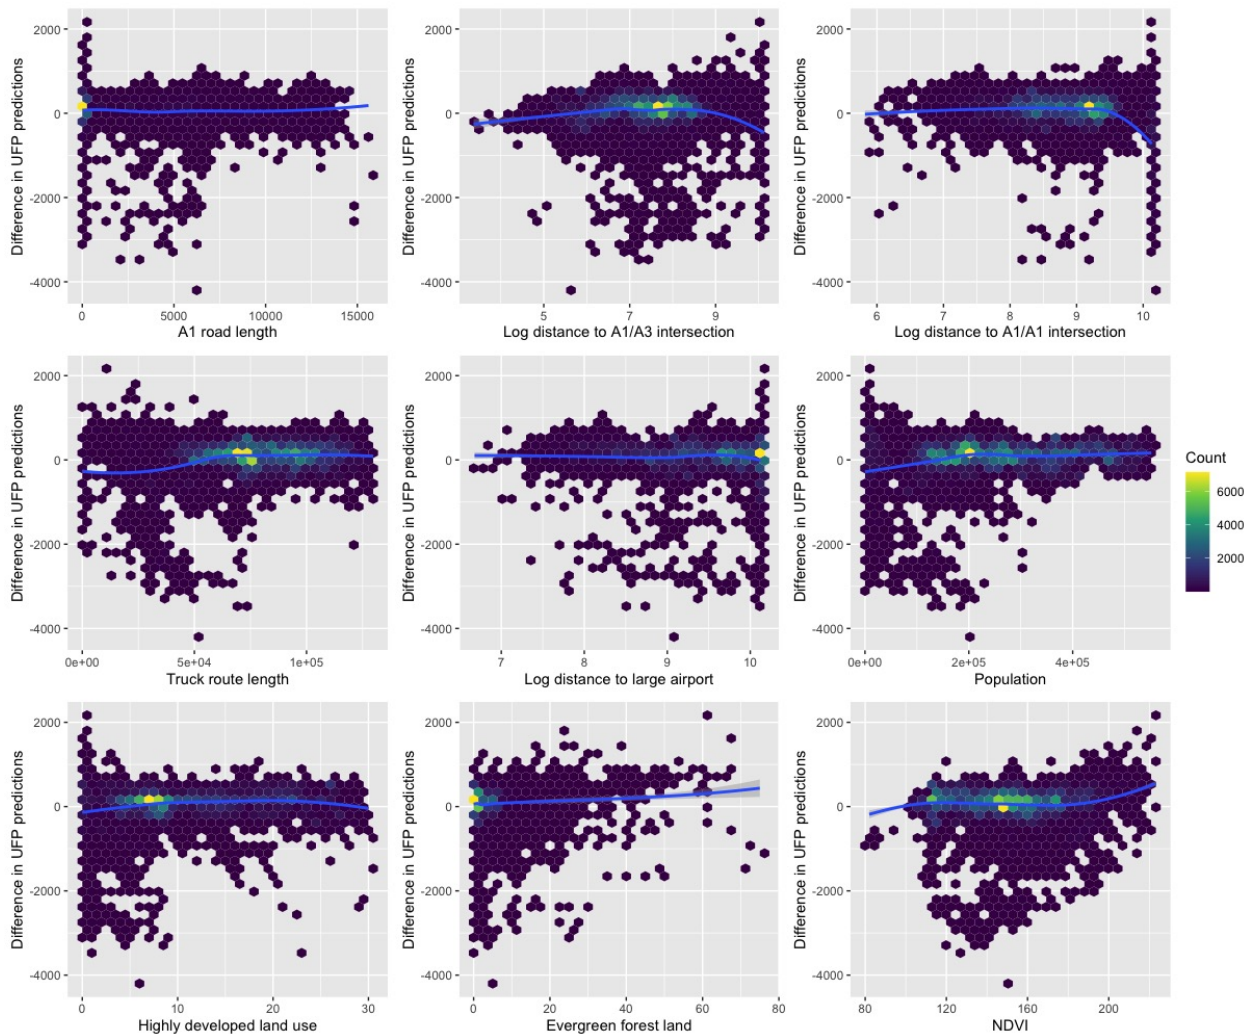 2000
0
-2000
-4000
Difference in UFP predictions
0 5000 10000 15000
A1 road length
2000
0
-2000
-4000
Difference in UFP predictions
5 7 9
Log distance to A1/A3 intersection
2000
0
-2000
-4000
Difference in UFP predictions
6 7 8 9 10
Log distance to A1/A1 intersection
2000
0
-2000
-4000
Difference in UFP predictions
0e+00 5e+04 1e+05
Truck route length
2000
0
-2000
-4000
Difference in UFP predictions
7 8 9 10
Log distance to large airport
2000
0
-2000
-4000
Difference in UFP predictions
0e+00 2e+05 4e+05
Population
Count
6000
4000
2000
2000
0
-2000
-4000
Difference in UFP predictions
0 10 20 30
Highly developed land use
2000
0
-2000
-4000
Difference in UFP predictions
0 20 40 60 80
Evergreen forest land
2000
0
-2000
-4000
Difference in UFP predictions
80 120 160 200
NDVI